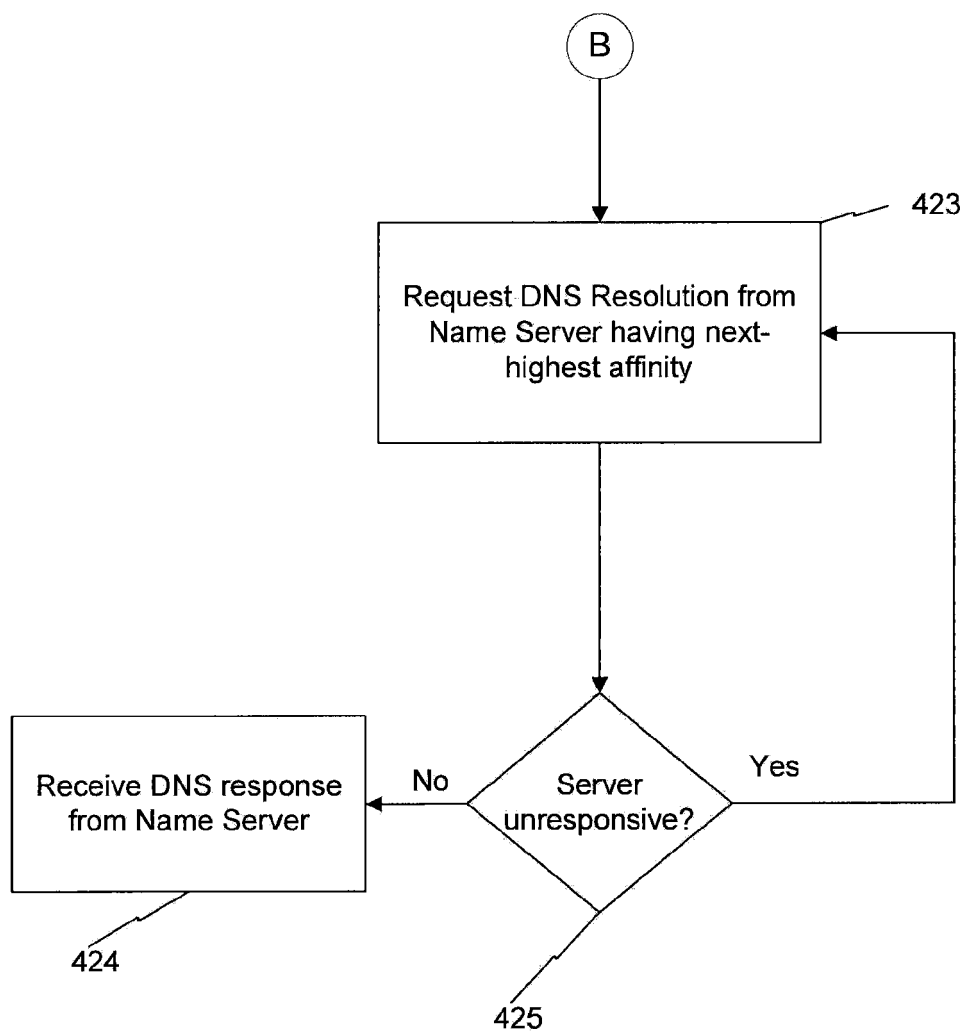 B
423
Request DNS Resolution from
Name Server having next-
highest affinity
Yes
No
Server
unresponsive?
Receive DNS response
from Name Server
424
425